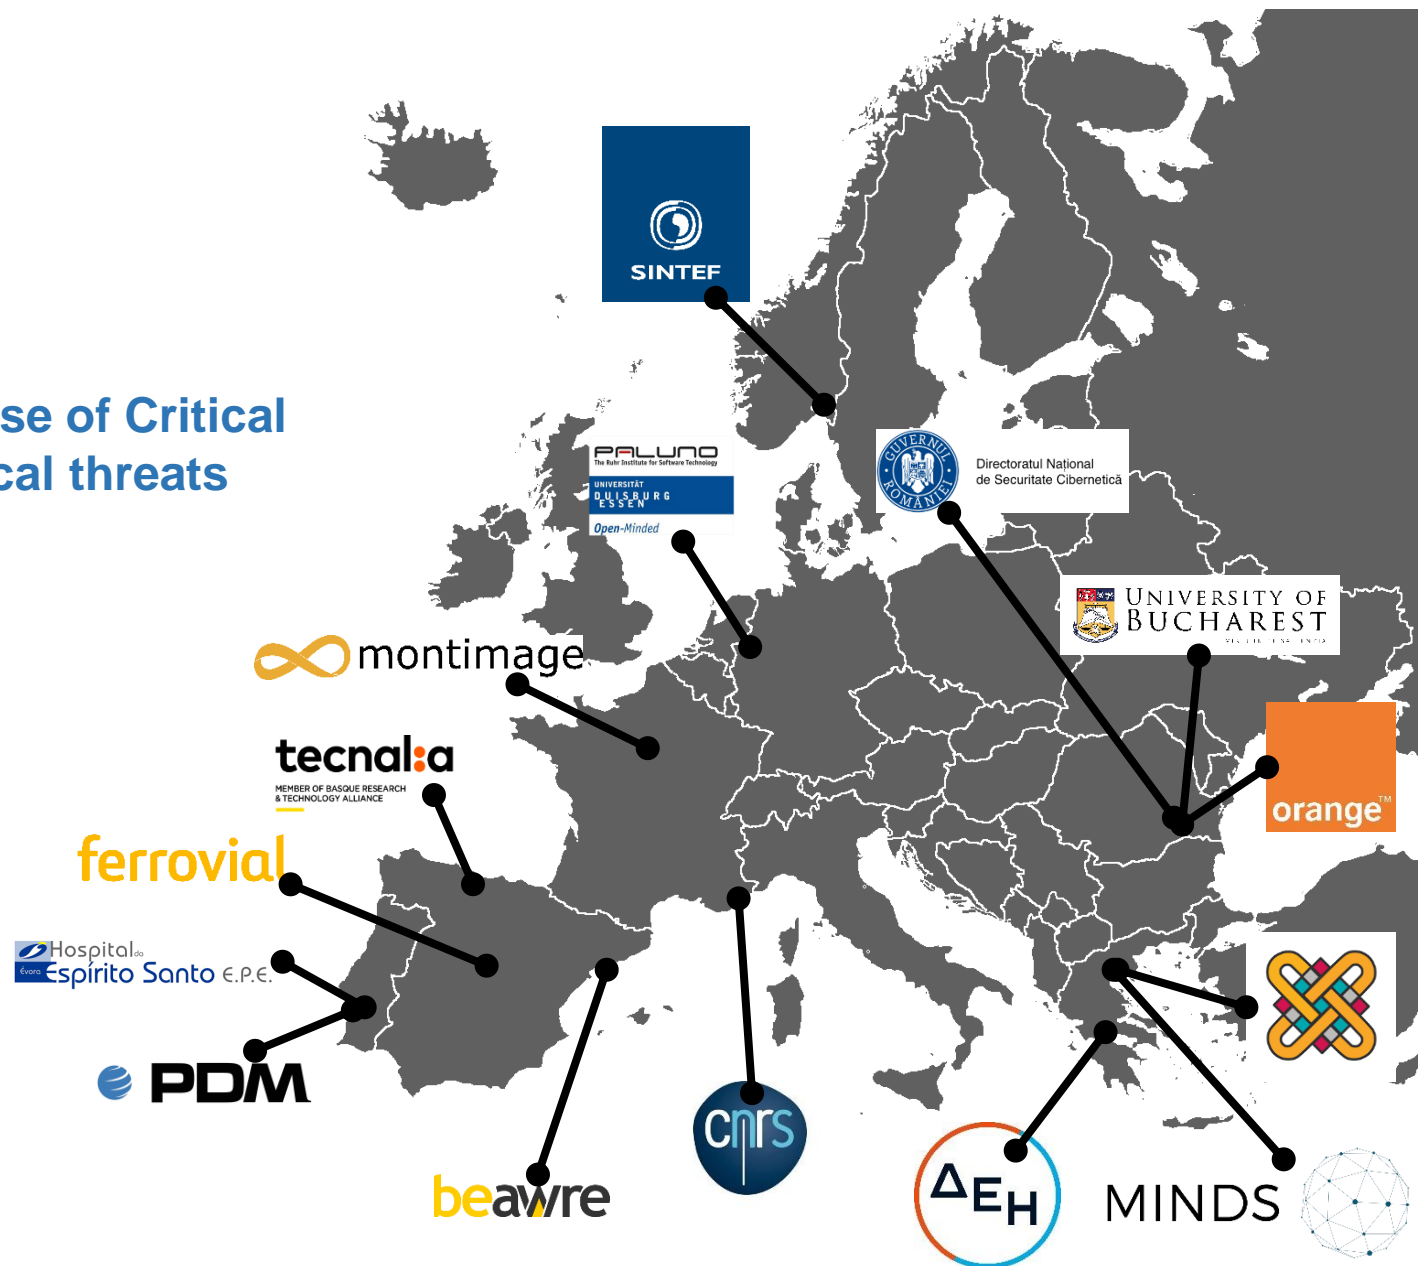 SINTEF
se of Critical
cal threats
PALUNO
The Ruhr Institute for Software Technology
UNIVERSITÄT
DUISBURG
ESSEN
Open-Minded
GUVERNUL
ROMÂNIEI
Directoratul Național
de Securitate Cibernetică
UNIVERSITY OF
BUCHAREST
montimage
tecnal:a
MEMBER OF BASQUE RESEARCH
& TECHNOLOGY ALLIANCE
orange™
ferrovial
Hospital do
Évora Espírito Santo E.P.E.
PDM
cnrs
beawre
ΔΕΗ
MINDS